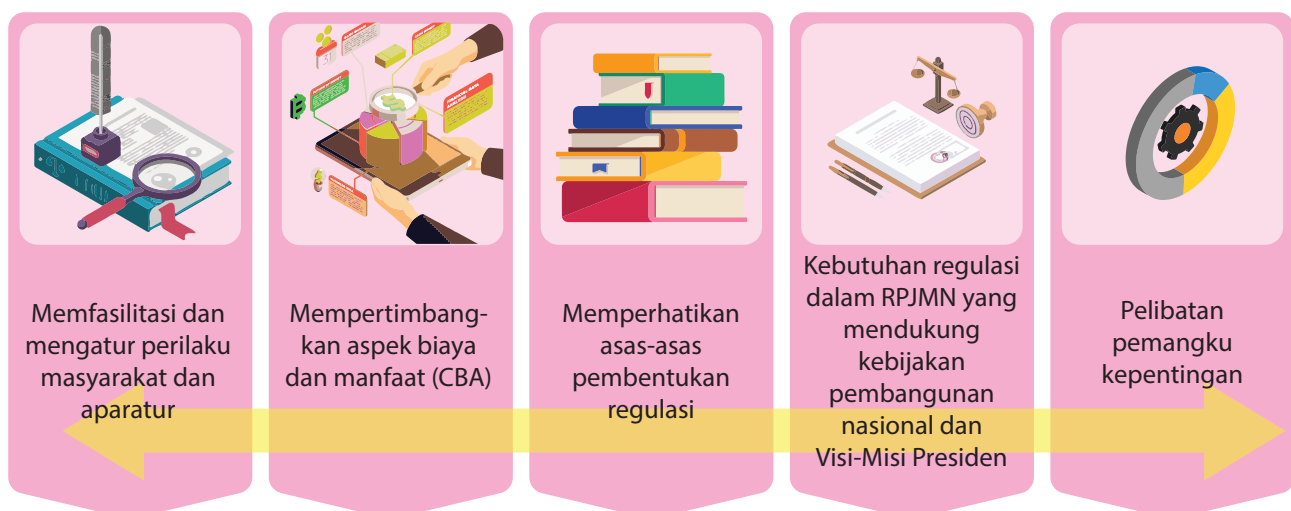 Memfasilitasi dan
mengatur perilaku
masyarakat dan
aparatur
Mempertimbang-
kan aspek biaya
dan manfaat (CBA)
Memperhatikan
asas-asas
pembentukan
regulasi
Kebutuhan regulasi
dalam RPJMN yang
mendukung
kebijakan
pembangunan
nasional dan
Visi-Misi Presiden
Pelibatan
pemangku
kepentingan